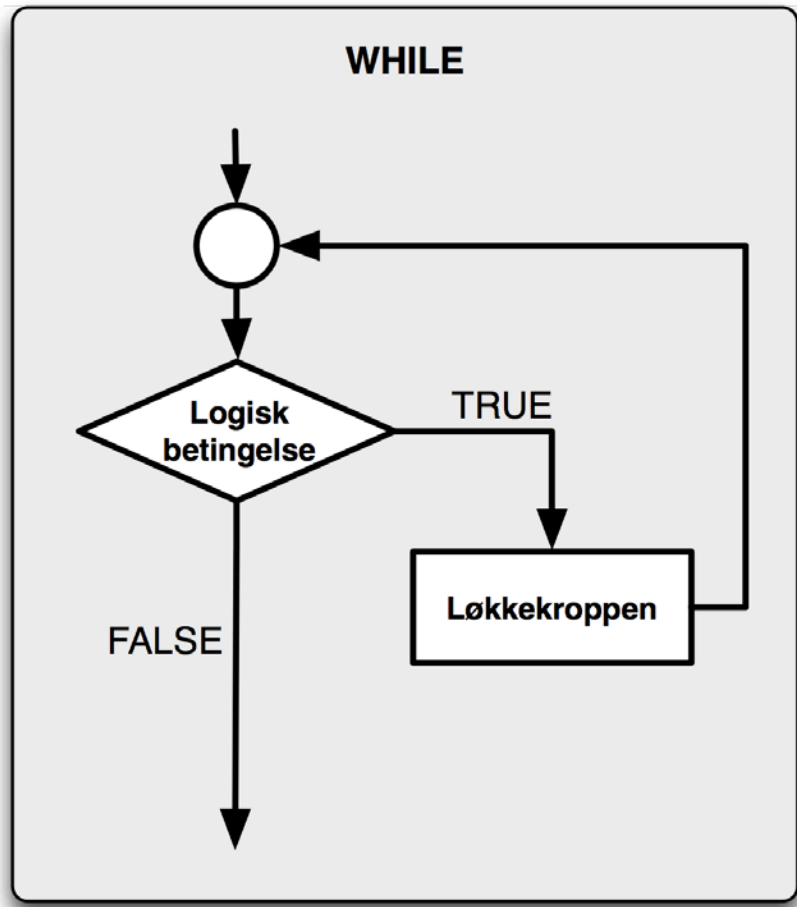 WHILE
Logisk
betingelse
TRUE
Løkkekroppen
FALSE